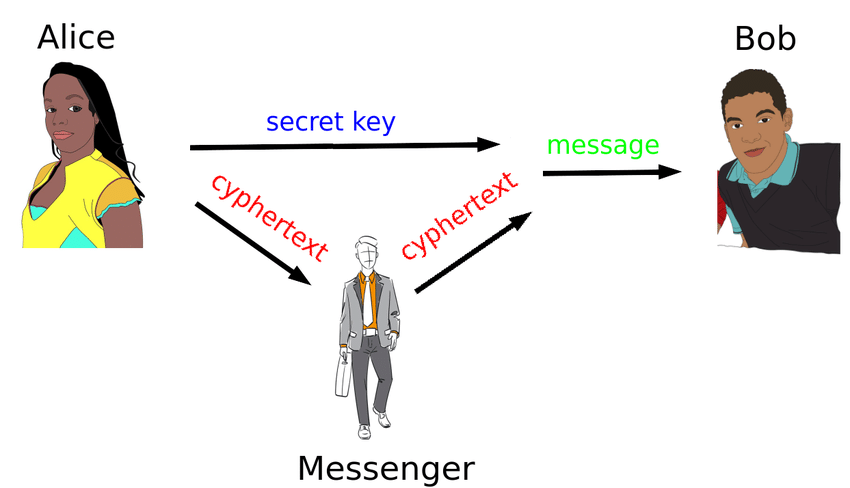 Alice
Bob
secret key
message
cyphertext
cyphertext
Messenger